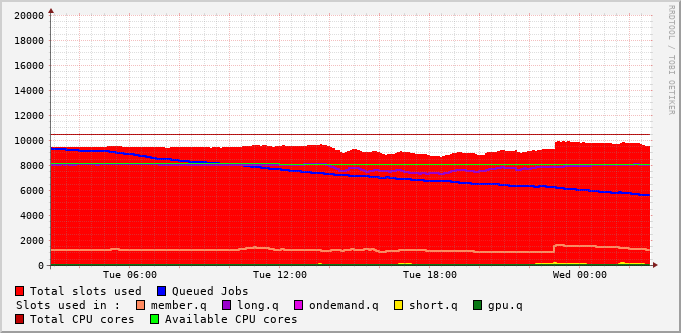 RRDTOOL / TOBI OETIKER
20000
18000
16000
14000
12000
10000
8000
6000
4000
2000
0
Tue 06:00 Tue 12:00 Tue 18:00 Wed 00:00
Total slots used Queued Jobs
Slots used in : member.q long.q ondemand.q short.q gpu.q
Total CPU cores Available CPU cores